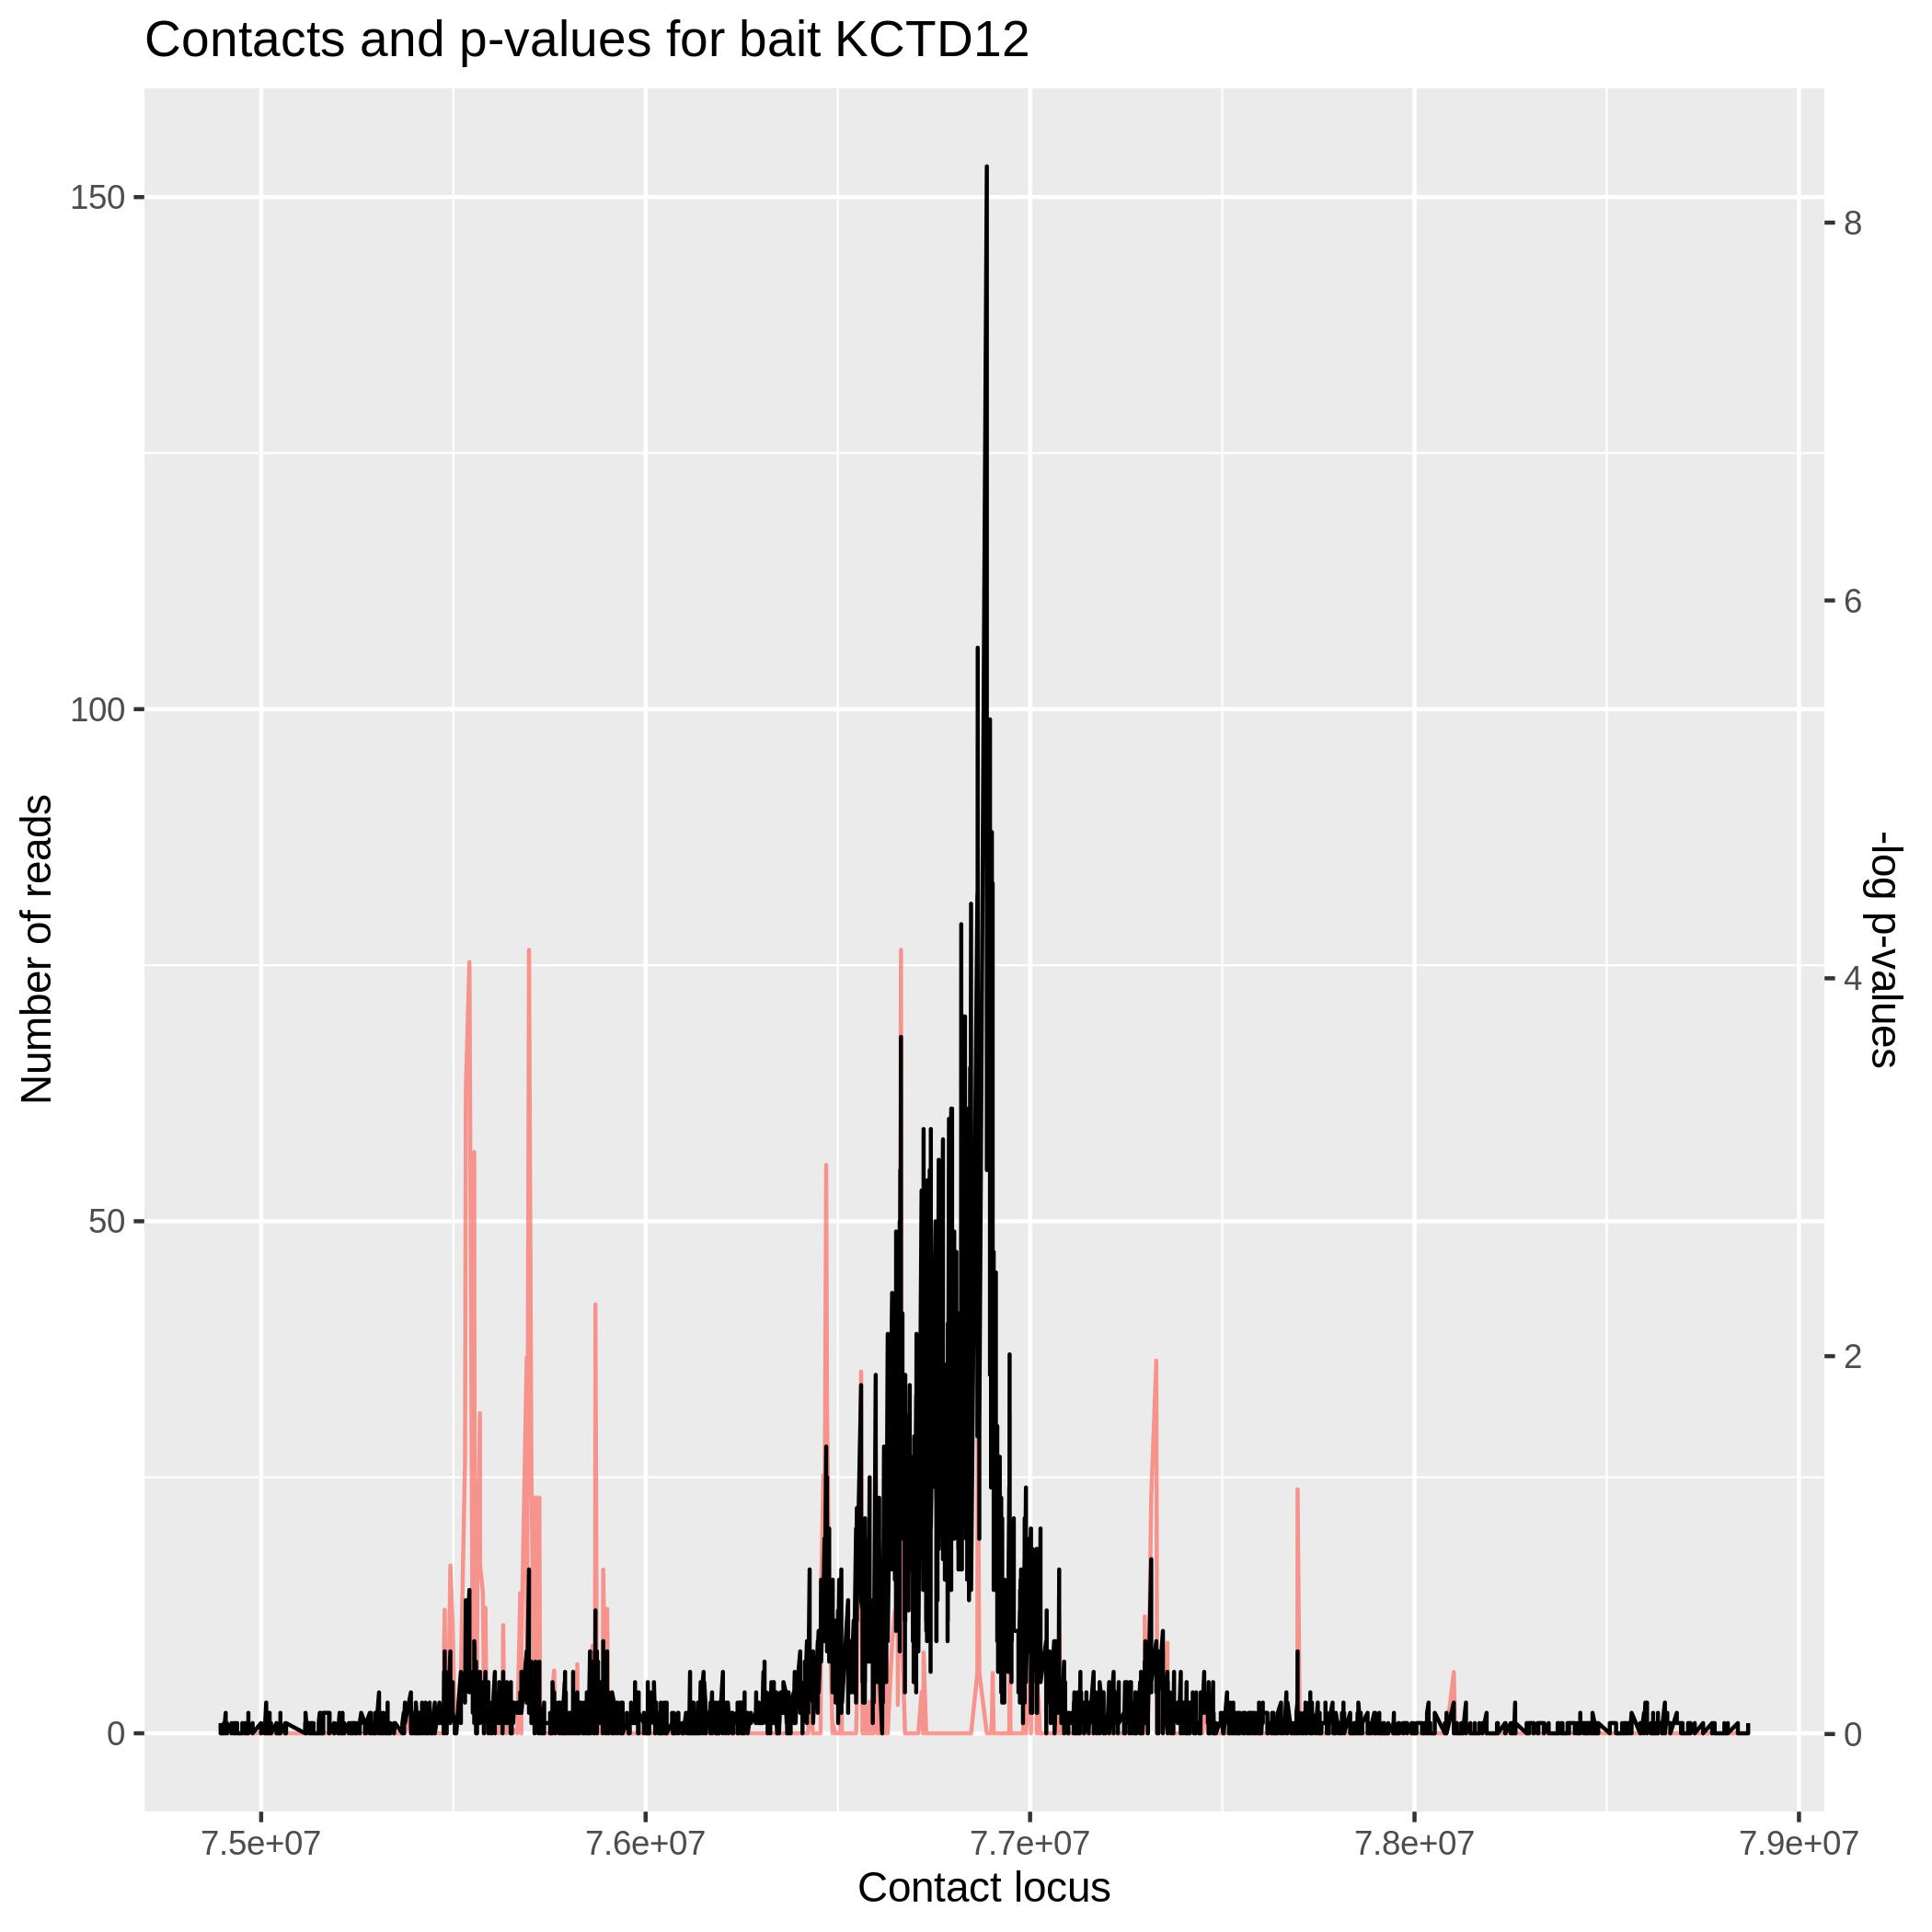 Contacts and p-values for bait KCTD12
150
100
50
0
Number of reads
8
6
4
2
0
-log p-values
7.5e+07
7.6e+07
7.7e+07
7.8e+07
7.9e+07
Contact locus